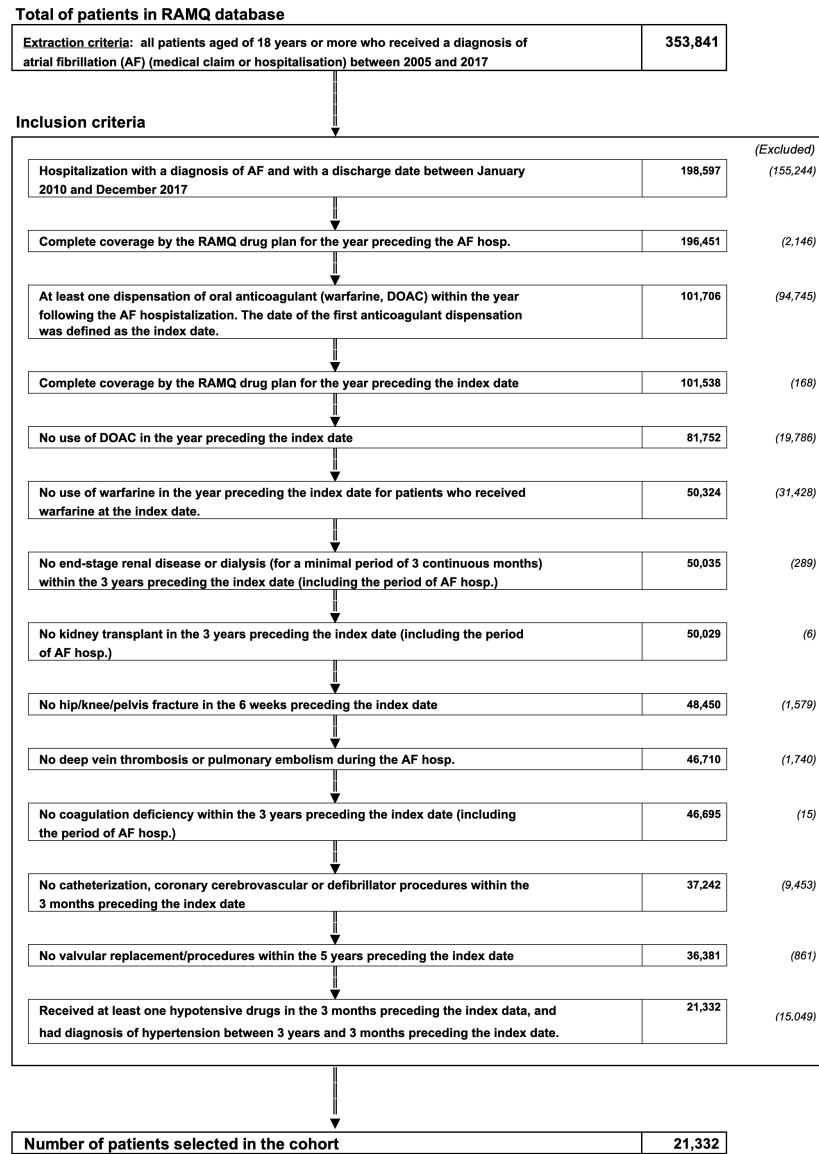 Total of patients in RAMQ database
Extraction criteria: all patients aged of 18 years or more who received a diagnosis of 353,841
atrial fibrillation (AF) (medical claim or hospitalisation) between 2005 and 2017
Inclusion criteria
(Excluded)
Hospitalization with a diagnosis of AF and with a discharge date between January 198,597 (155,244)
2010 and December 2017
Complete coverage by the RAMQ drug plan for the year preceding the AF hosp. 196,451 (2,146)
At least one dispensation of oral anticoagulant (warfarine, DOAC) within the year 101,706 (94,745)
following the AF hospistalization. The date of the first anticoagulant dispensation
was defined as the index date.
Complete coverage by the RAMQ drug plan for the year preceding the index date 101,538 (168)
No use of DOAC in the year preceding the index date 81,752 (19,786)
No use of warfarine in the year preceding the index date for patients who received 50,324 (31,428)
warfarine at the index date.
No end-stage renal disease or dialysis (for a minimal period of 3 continuous months) 50,035 (289)
within the 3 years preceding the index date (including the period of AF hosp.)
No kidney transplant in the 3 years preceding the index date (including the period 50,029 (6)
of AF hosp.)
No hip/knee/pelvis fracture in the 6 weeks preceding the index date 48,450 (1,579)
No deep vein thrombosis or pulmonary embolism during the AF hosp. 46,710 (1,740)
No coagulation deficiency within the 3 years preceding the index date (including 46,695 (15)
the period of AF hosp.)
No catheterization, coronary cerebrovascular or defibrillator procedures within the 37,242 (9,453)
3 months preceding the index date
No valvular replacement/procedures within the 5 years preceding the index date 36,381 (861)
Received at least one hypotensive drugs in the 3 months preceding the index data, and 21,332 (15,049)
had diagnosis of hypertension between 3 years and 3 months preceding the index date.
Number of patients selected in the cohort 21,332